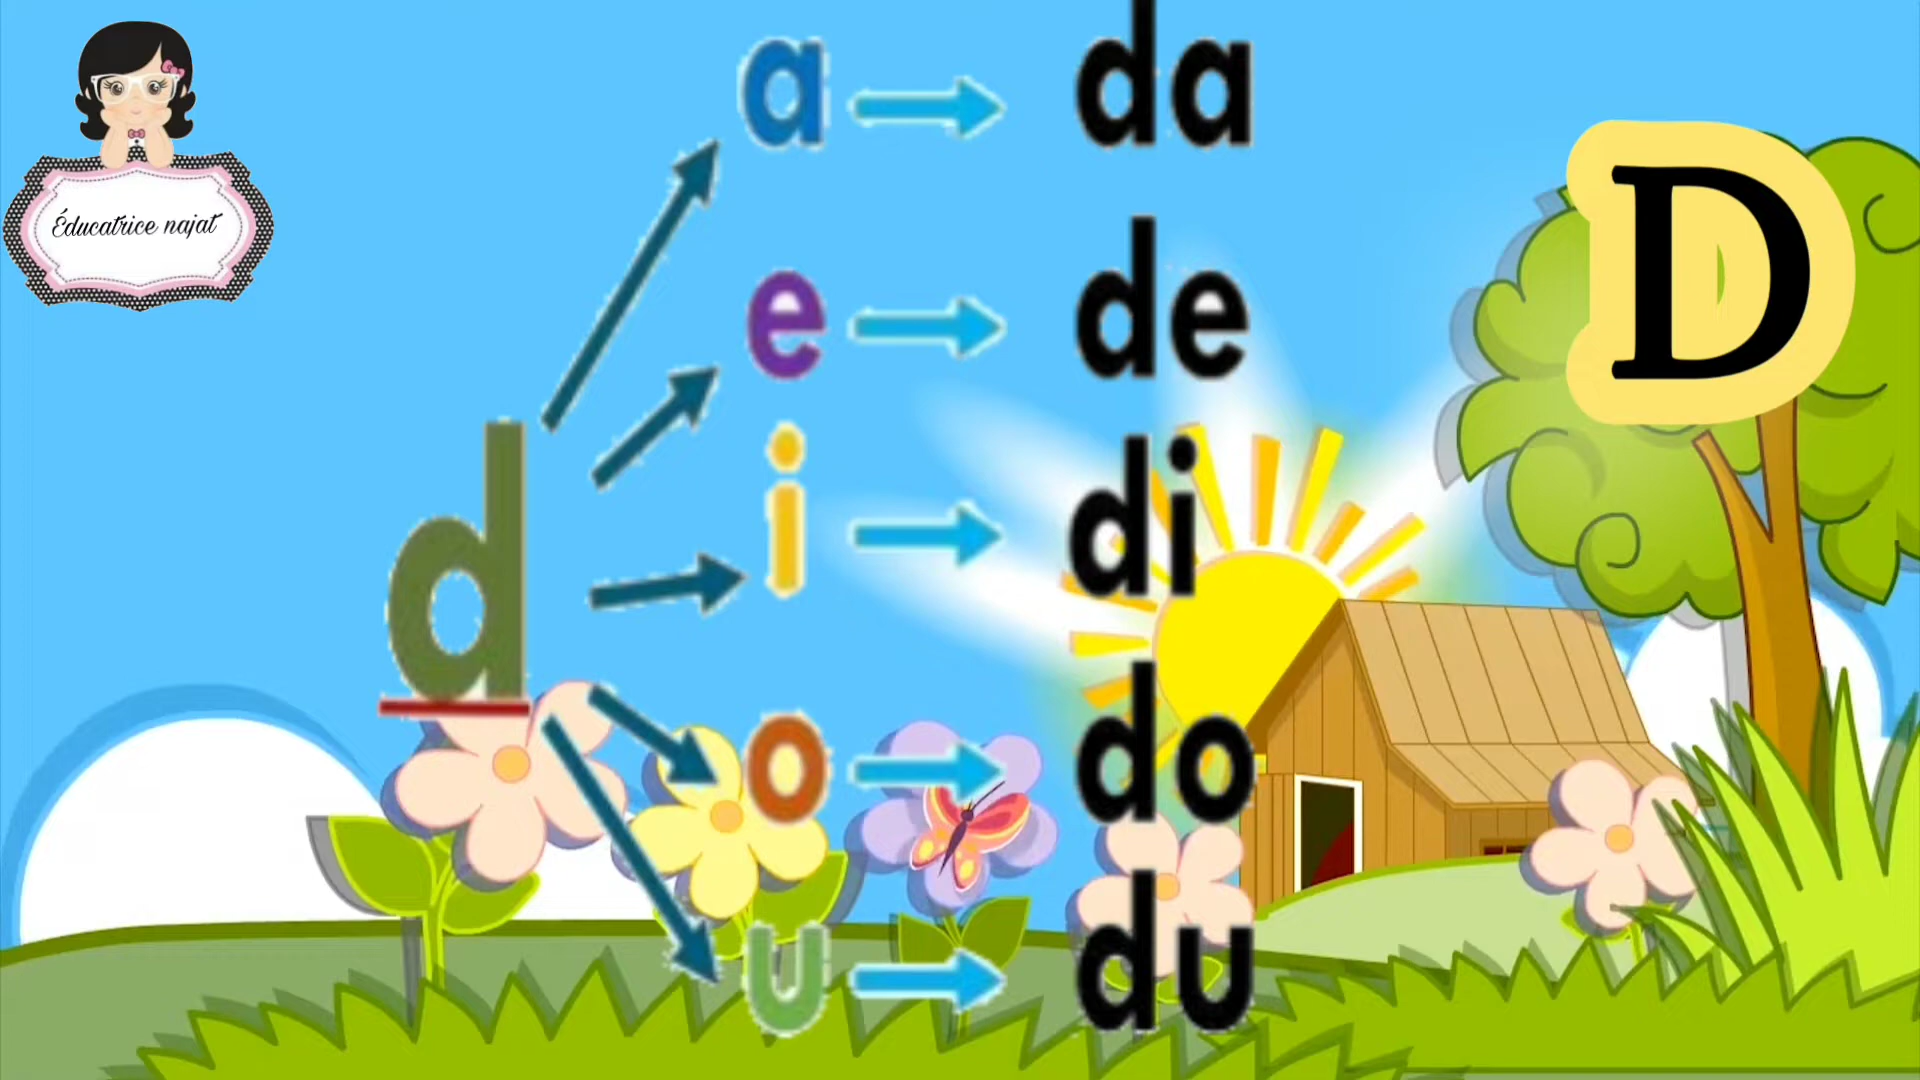 Éducatrice najat
D
d
a da
e de
i di
o do
u du